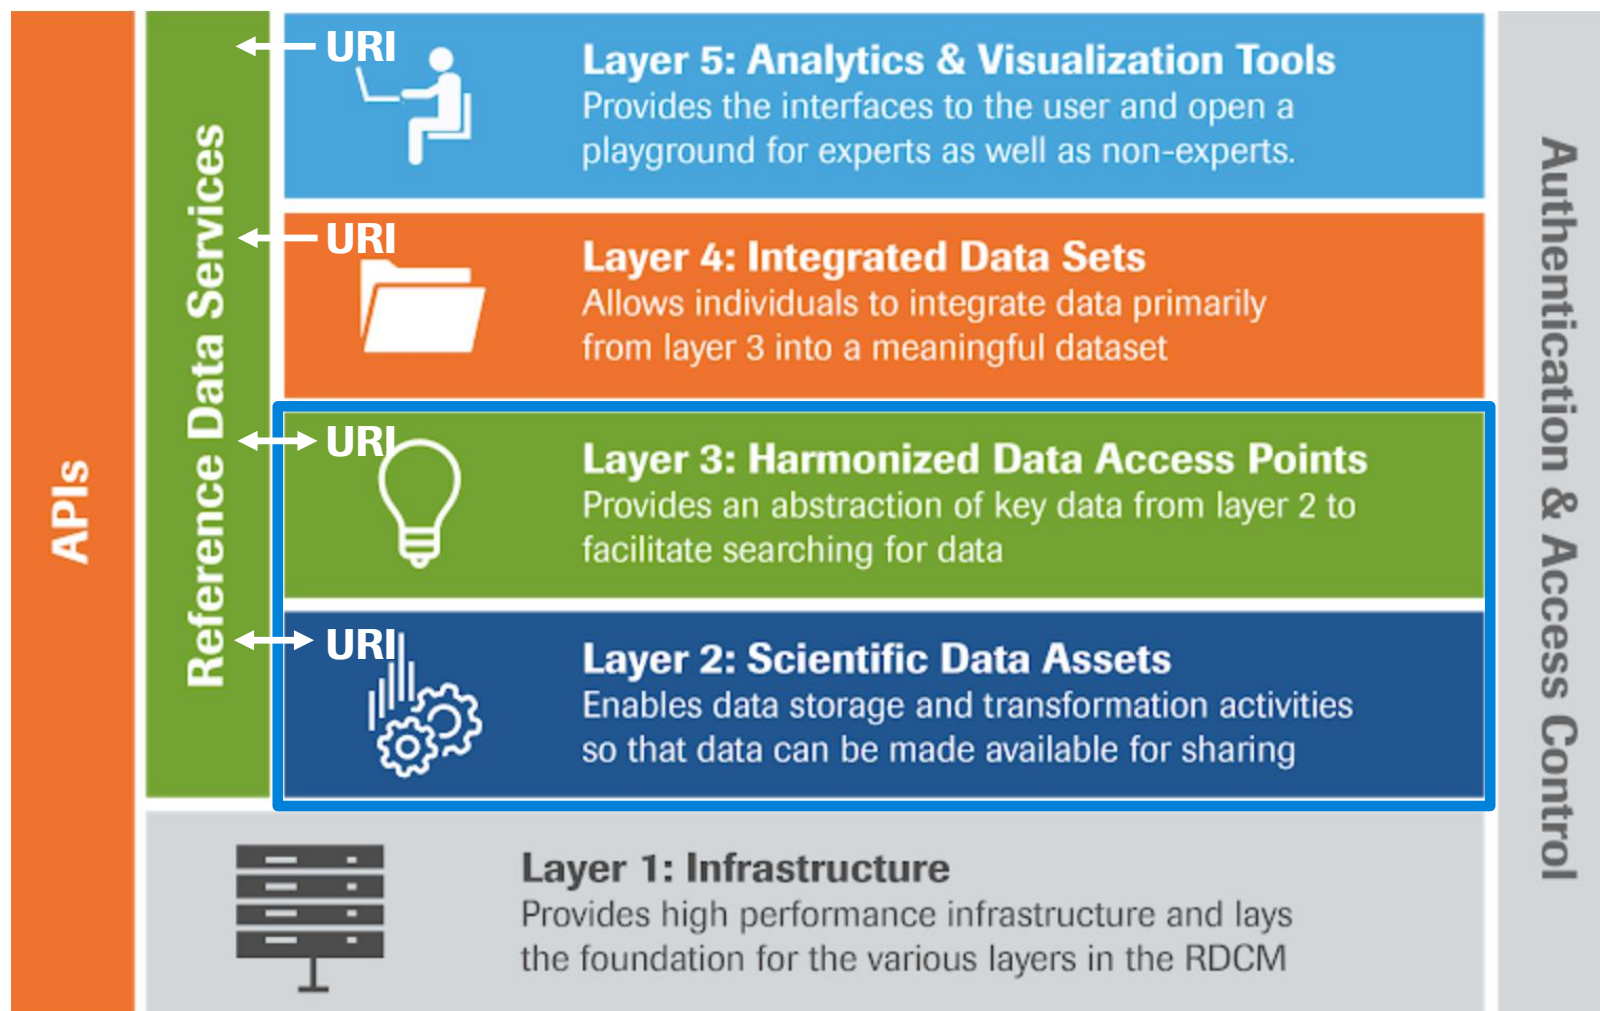 APIs
Reference Data Services
URI
Layer 5: Analytics & Visualization Tools
Provides the interfaces to the user and open a
playground for experts as well as non-experts.
URI
Layer 4: Integrated Data Sets
Allows individuals to integrate data primarily
from layer 3 into a meaningful dataset
URI
Layer 3: Harmonized Data Access Points
Provides an abstraction of key data from layer 2 to
facilitate searching for data
URI
Layer 2: Scientific Data Assets
Enables data storage and transformation activities
so that data can be made available for sharing
Layer 1: Infrastructure
Provides high performance infrastructure and lays
the foundation for the various layers in the RDCM
Authentication & Access Control